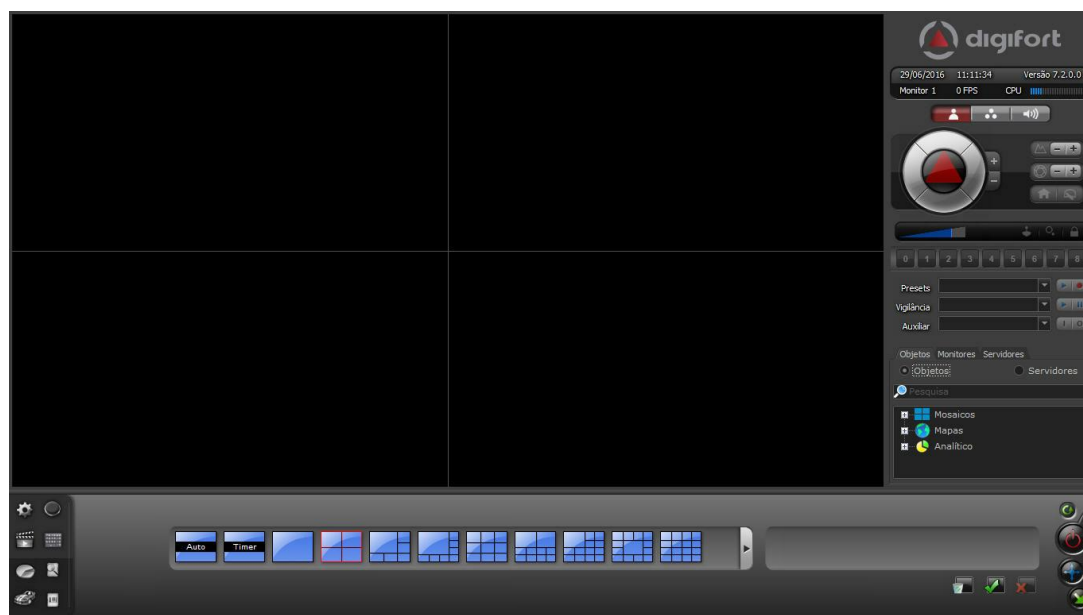 digifort
29/06/2016 11:11:34 Versão 7.2.0.0
Monitor 1 0 FPS CPU
0 1 2 3 4 5 6 7 8
Presets
Vigilância
Auxiliar
Objetos Monitores Servidores
Objetos Servidores
Pesquisa
Mosaicos
Mapas
Analítico
Auto Timer